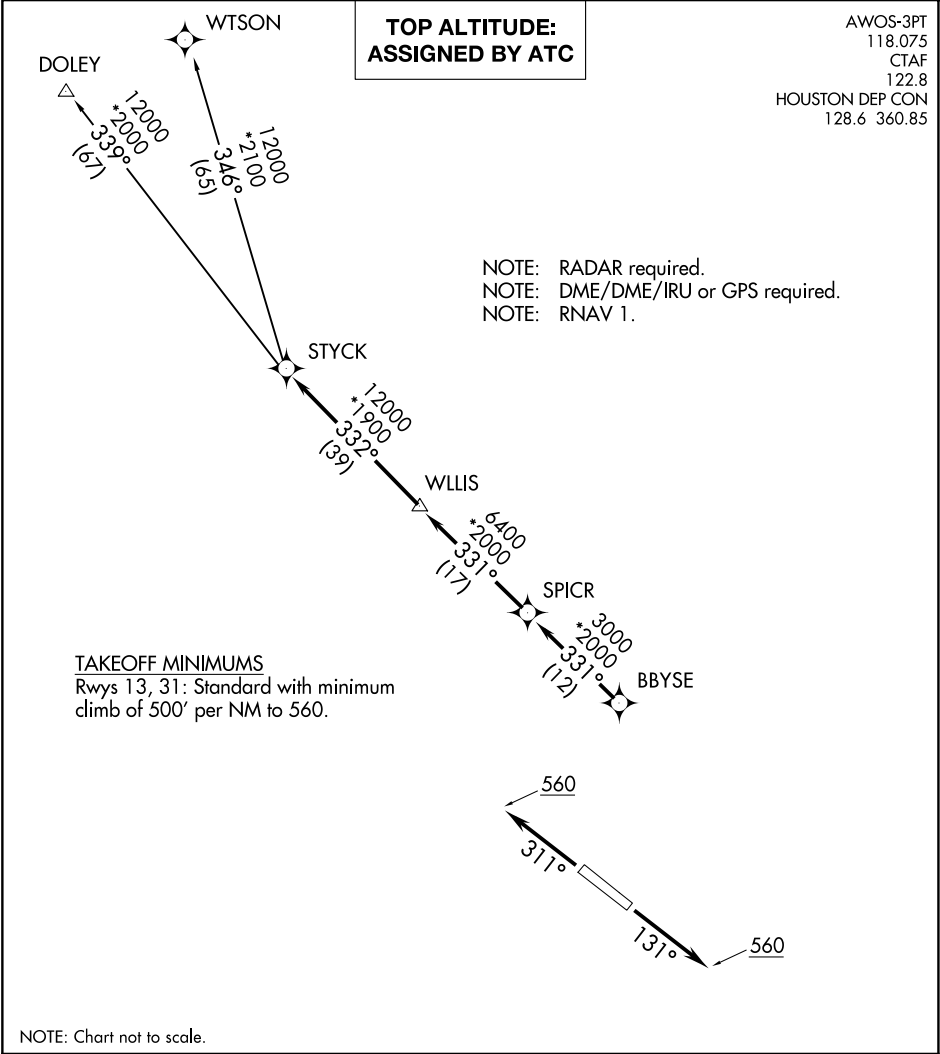 WTSON
TOP ALTITUDE:
ASSIGNED BY ATC
AWOS-3PT
118.075
CTAF
122.8
HOUSTON DEP CON
128.6 360.85
DOLEY
12000
*2000
339°
(67)
12000
*2100
346°
(65)
NOTE: RADAR required.
NOTE: DME/DME/IRU or GPS required.
NOTE: RNAV 1.
STYCK
12000
*1900
332°
(39)
WLLIS
6400
*2000
331°
(17)
SPICR
3000
*2000
331°
(12)
BBYSE
TAKEOFF MINIMUMS
Rwys 13, 31: Standard with minimum
climb of 500' per NM to 560.
560
311°
131°
560
NOTE: Chart not to scale.